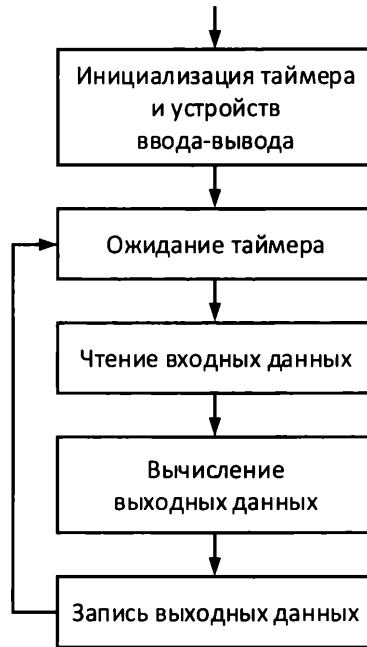 Инициализация таймера
и устройств
ввода-вывода
Ожидание таймера
Чтение входных данных
Вычисление
выходных данных
Запись выходных данных